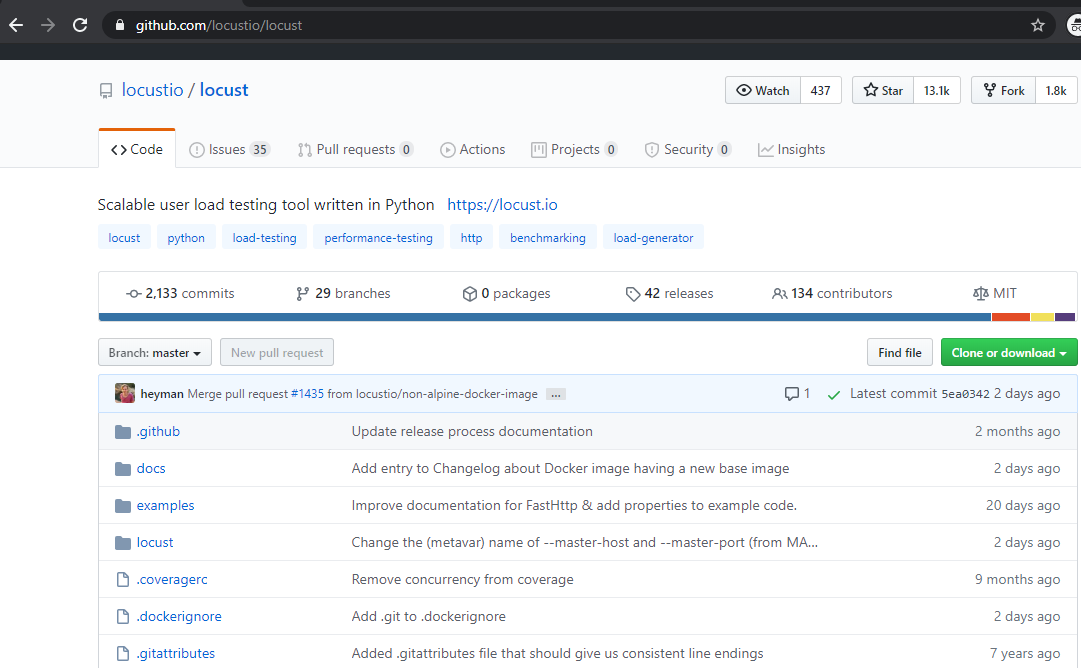 github.com/locustio/locust
locustio / locust
Watch 437 Star 13.1k Fork 1.8k
Code Issues 35 Pull requests 0 Actions Projects 0 Security 0 Insights
Scalable user load testing tool written in Python https://locust.io
locust python load-testing performance-testing http benchmarking load-generator
2,133 commits 29 branches 0 packages 42 releases 134 contributors MIT
Branch: master New pull request Find file Clone or download
heyman Merge pull request #1435 from locustio/non-alpine-docker-image ... 1 Latest commit 5ea0342 2 days ago
.github Update release process documentation 2 months ago
docs Add entry to Changelog about Docker image having a new base image 2 days ago
examples Improve documentation for FastHttp & add properties to example code. 20 days ago
locust Change the (metavar) name of --master-host and --master-port (from MA... 2 days ago
.coveragerc Remove concurrency from coverage 9 months ago
.dockerignore Add .git to .dockerignore 2 days ago
.gitattributes Added .gitattributes file that should give us consistent line endings 7 years ago